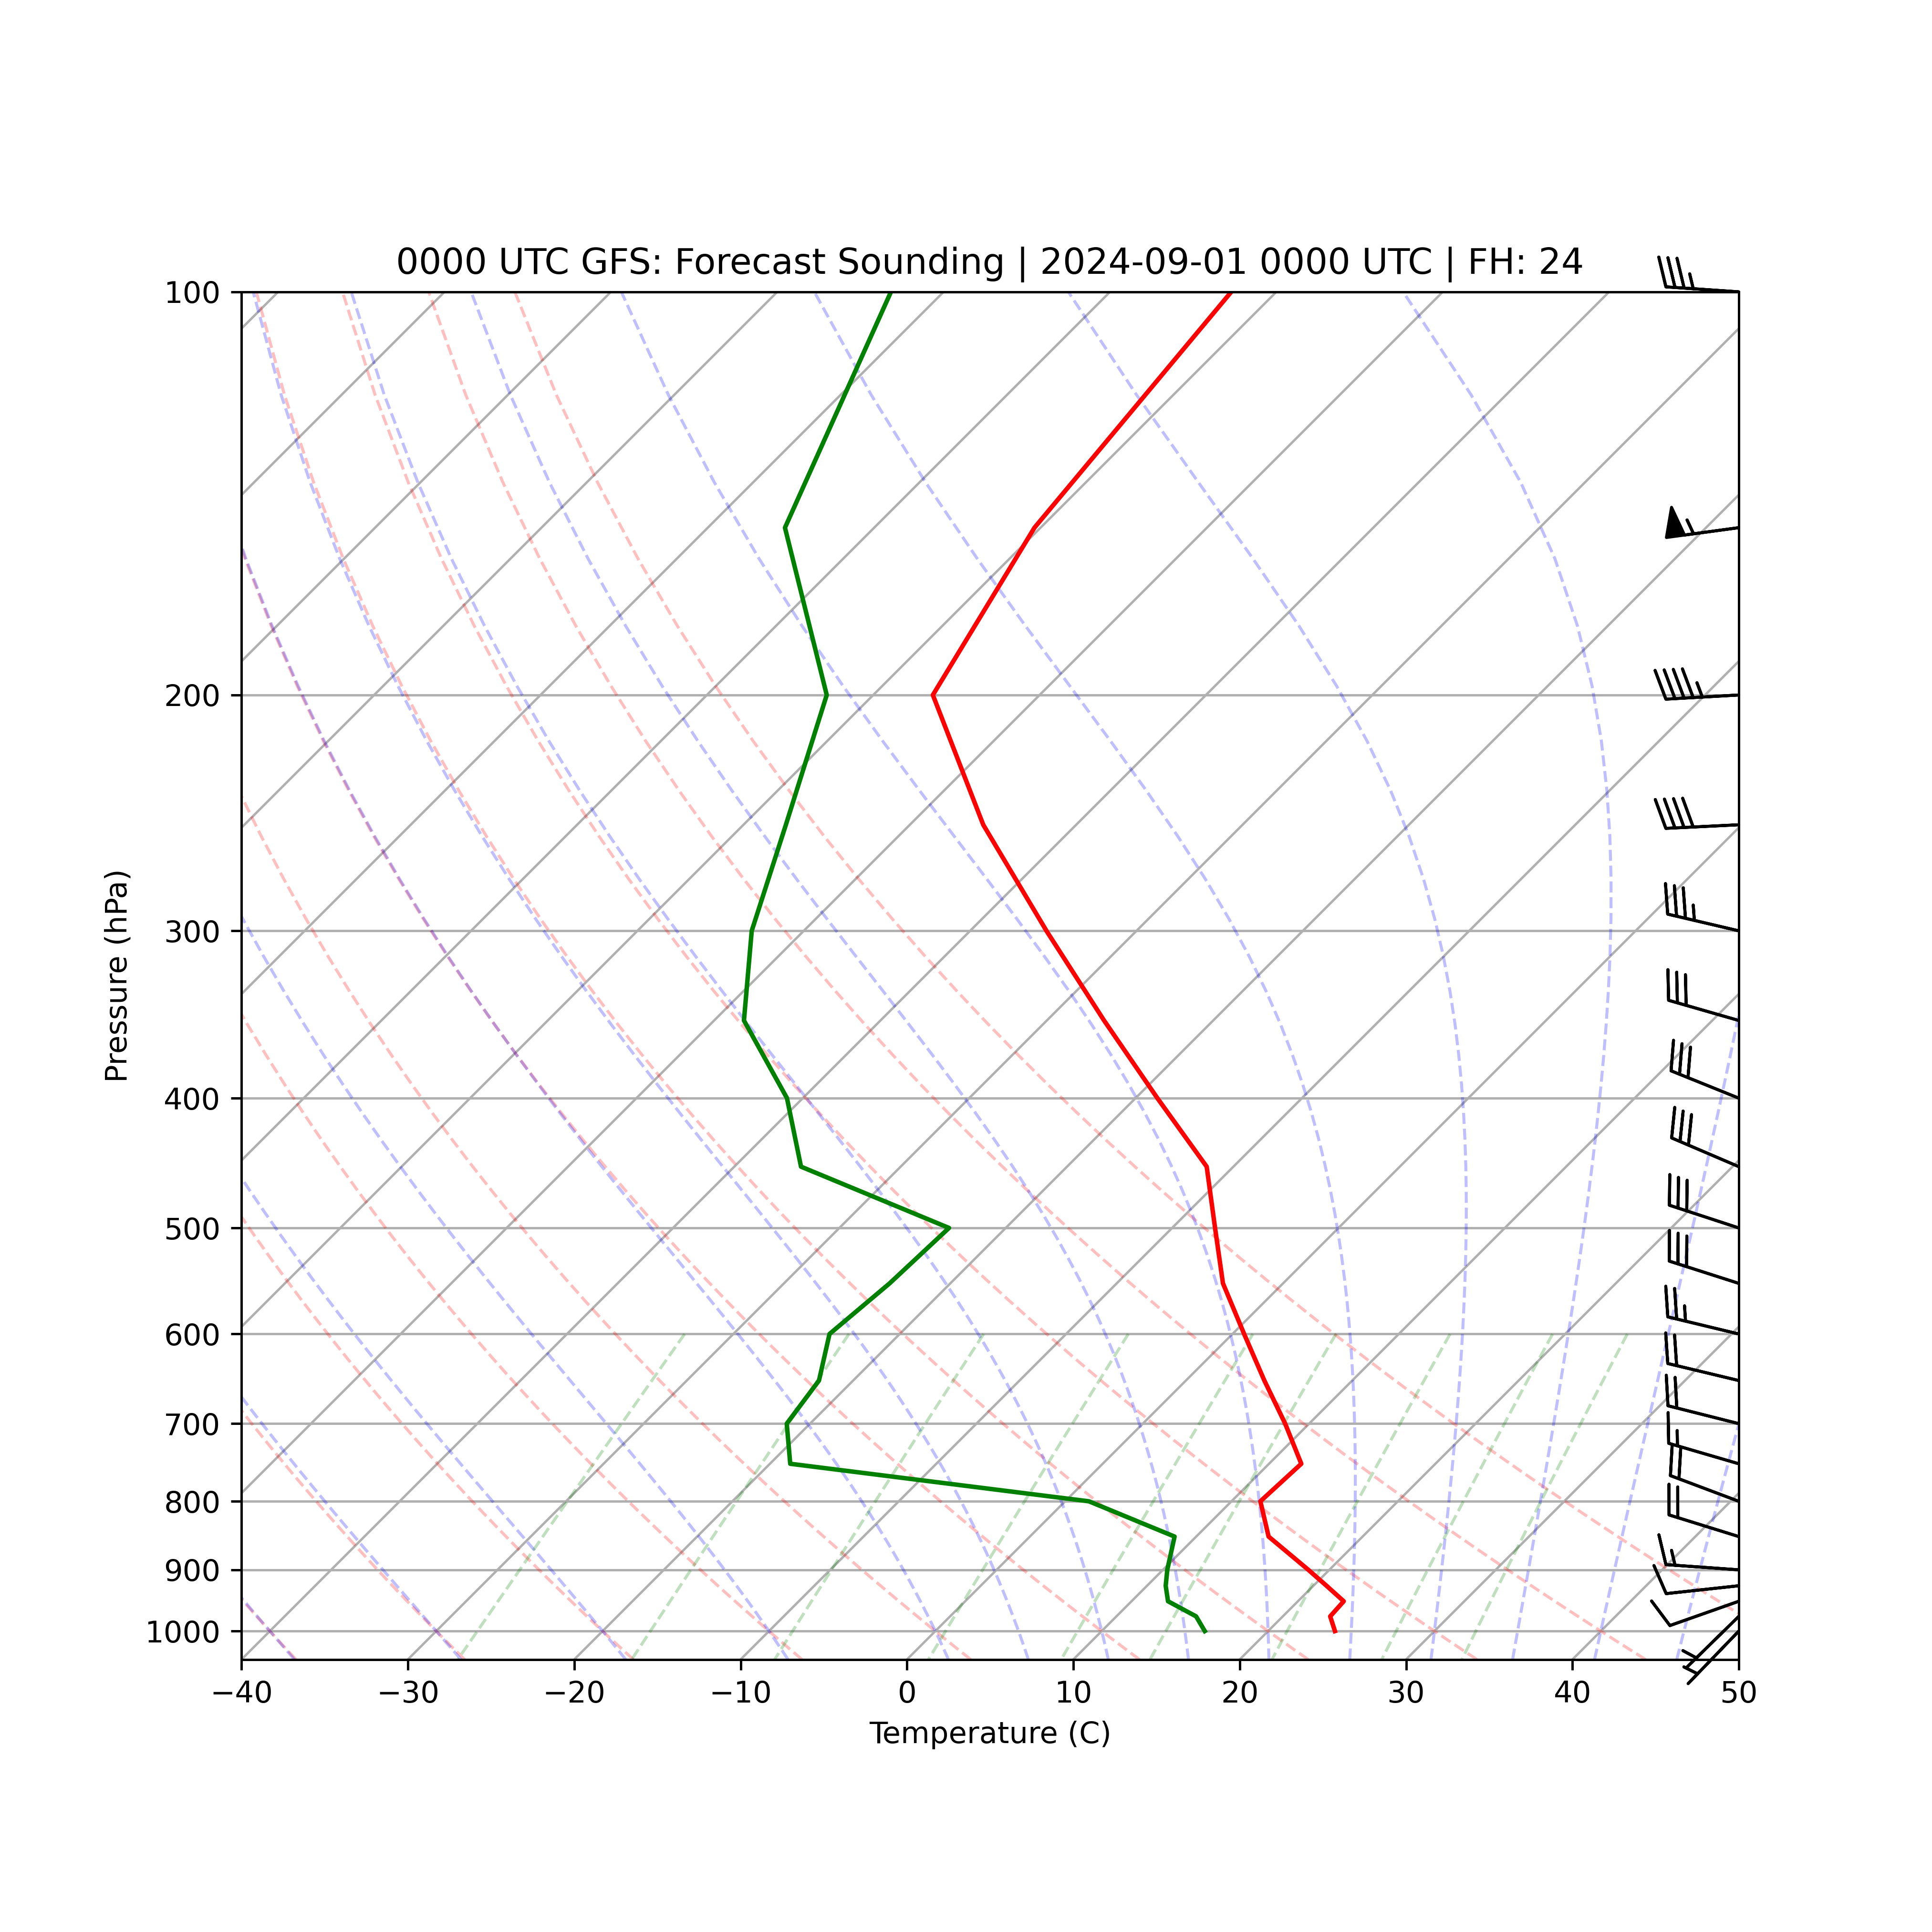 0000 UTC GFS: Forecast Sounding | 2024-09-01 0000 UTC | FH: 24
100
200
300
400
500
600
700
800
900
1000
Pressure (hPa)
−40 −30 −20 −10 0 10 20 30 40 50
Temperature (C)